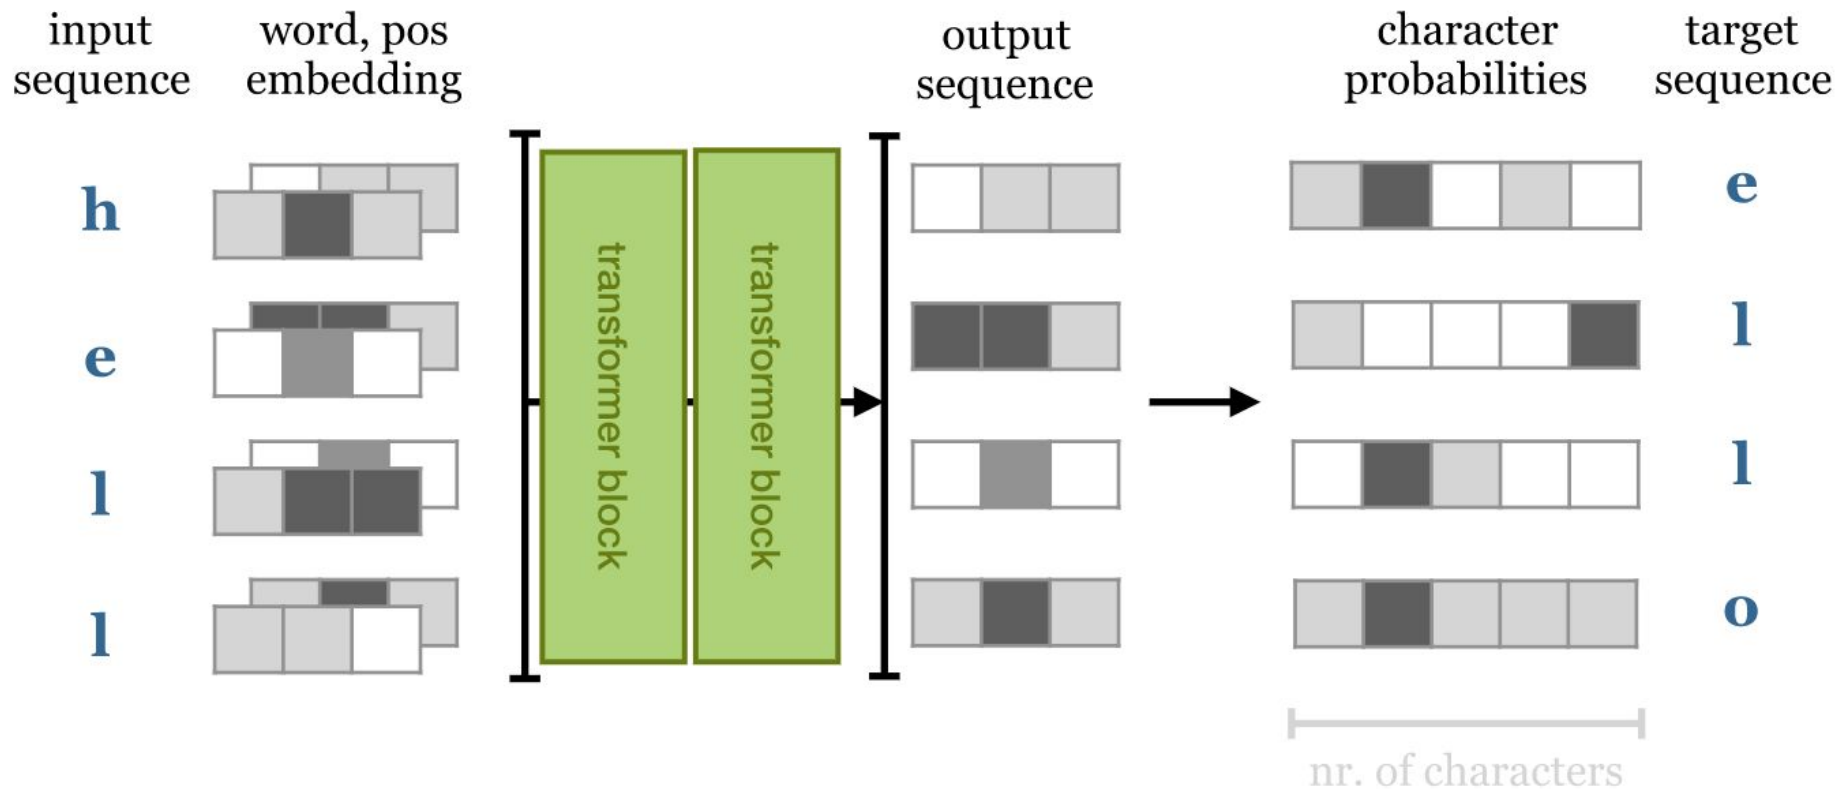 input
sequence
word, pos
embedding
output
sequence
character
probabilities
target
sequence
h
e
l
l
transformer block
transformer block
e
l
l
o
nr. of characters